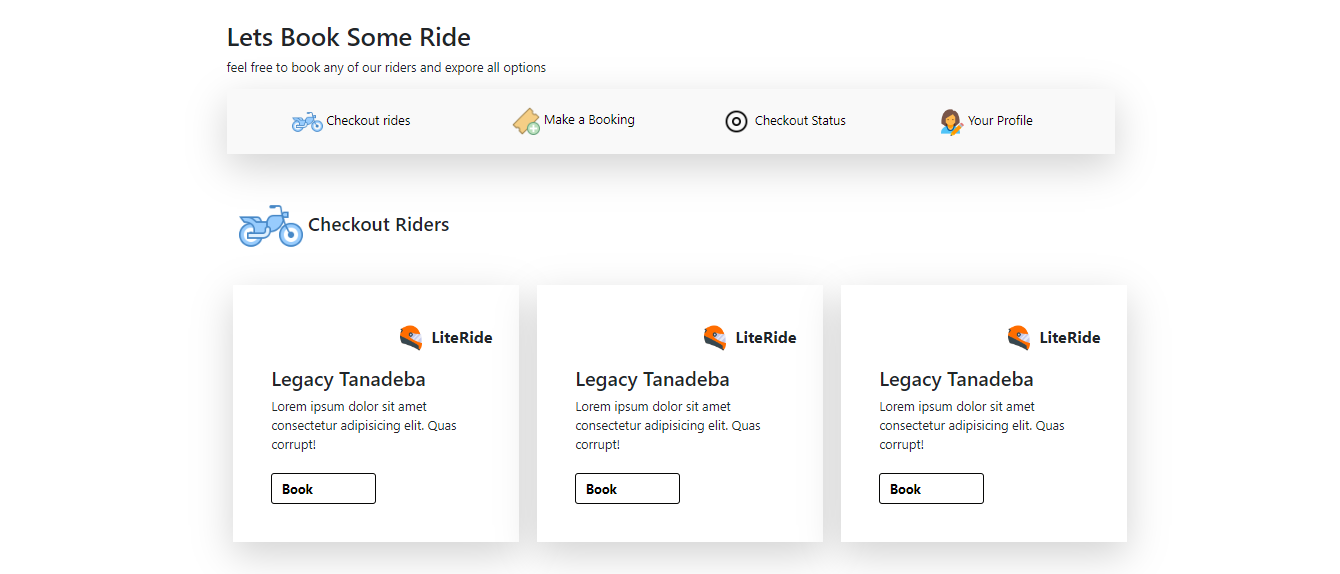 Lets Book Some Ride
feel free to book any of our riders and expore all options
Checkout rides Make a Booking Checkout Status Your Profile
Checkout Riders
LiteRide
Legacy Tanadeba
Lorem ipsum dolor sit amet
consectetur adipisicing elit. Quas
corrupt!
Book
LiteRide
Legacy Tanadeba
Lorem ipsum dolor sit amet
consectetur adipisicing elit. Quas
corrupt!
Book
LiteRide
Legacy Tanadeba
Lorem ipsum dolor sit amet
consectetur adipisicing elit. Quas
corrupt!
Book